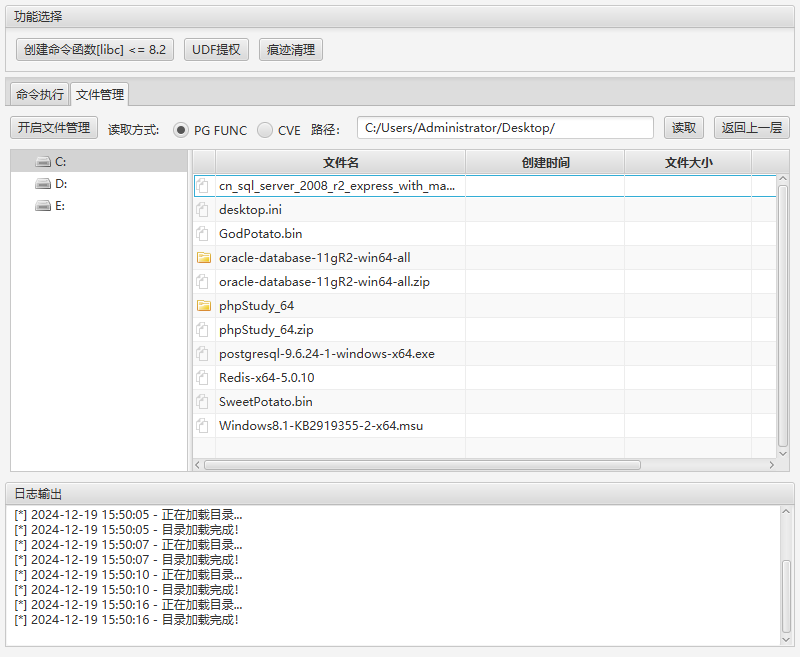 功能选择
创建命令函数[libc] <= 8.2 UDF提权 痕迹清理
命令执行 文件管理
开启文件管理 读取方式: PG FUNC CVE 路径: C:/Users/Administrator/Desktop/ 读取 返回上一层
C:
D:
E:
文件名 创建时间 文件大小
cn_sql_server_2008_r2_express_with_ma...
desktop.ini
GodPotato.bin
oracle-database-11gR2-win64-all
oracle-database-11gR2-win64-all.zip
phpStudy_64
phpStudy_64.zip
postgresql-9.6.24-1-windows-x64.exe
Redis-x64-5.0.10
SweetPotato.bin
Windows8.1-KB2919355-2-x64.msu
日志输出
[*] 2024-12-19 15:50:05 - 正在加载目录...
[*] 2024-12-19 15:50:05 - 目录加载完成!
[*] 2024-12-19 15:50:07 - 正在加载目录...
[*] 2024-12-19 15:50:07 - 目录加载完成!
[*] 2024-12-19 15:50:10 - 正在加载目录...
[*] 2024-12-19 15:50:10 - 目录加载完成!
[*] 2024-12-19 15:50:16 - 正在加载目录...
[*] 2024-12-19 15:50:16 - 目录加载完成!